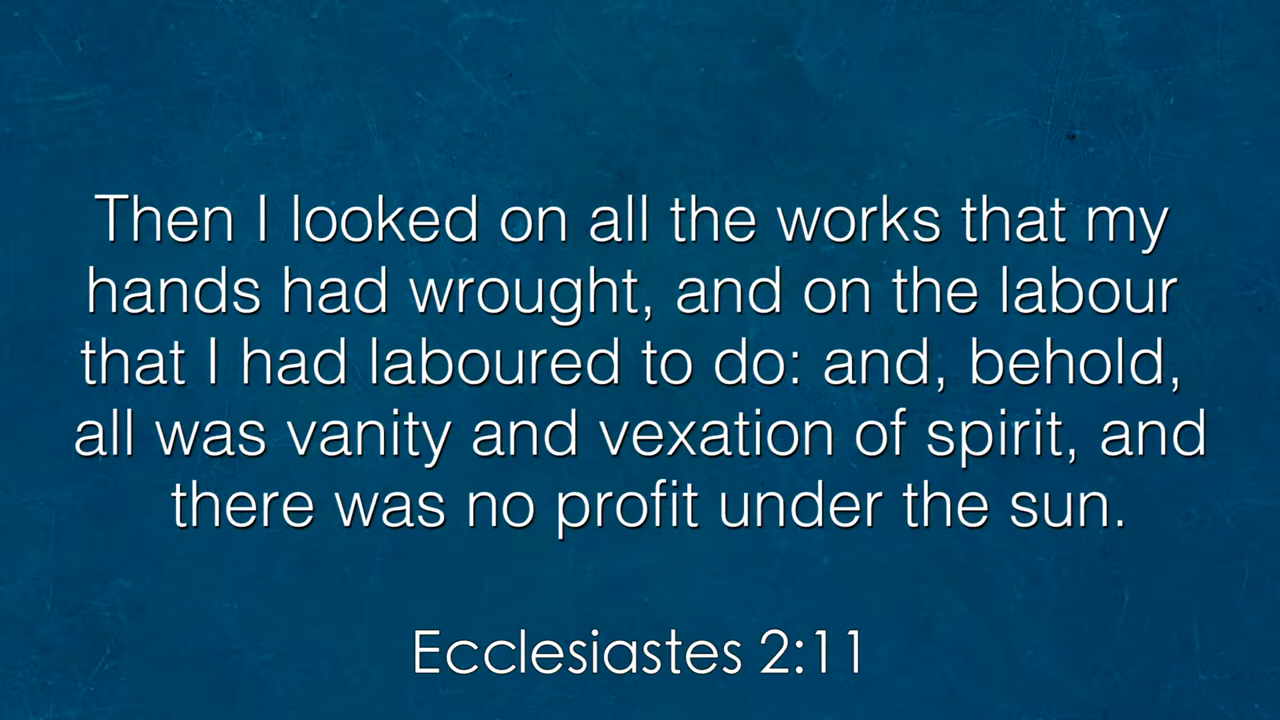 Then I looked on all the works that my
hands had wrought, and on the labour
that I had laboured to do: and, behold,
all was vanity and vexation of spirit, and
there was no profit under the sun.
Ecclesiastes 2:11